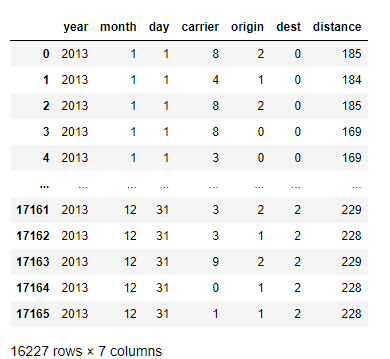 year month day carrier origin dest distance
0 2013 1 1 8 2 0 185
1 2013 1 1 4 1 0 184
2 2013 1 1 8 2 0 185
3 2013 1 1 8 0 0 169
4 2013 1 1 3 0 0 169
... ... ... ... ... ... ... ...
17161 2013 12 31 3 2 2 229
17162 2013 12 31 3 1 2 228
17163 2013 12 31 9 2 2 229
17164 2013 12 31 0 1 2 228
17165 2013 12 31 1 1 2 228
16227 rows × 7 columns